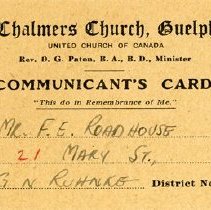 Chalmers Church, Guelph
UNITED CHURCH OF CANADA
Rev. D. G. Paton, B. A., B. D., Minister
COMMUNICANT'S CARD
"This do in Remembrance of Me."
MR. F. E. ROADHOUSE
21 MARY ST.,
G N RUHNKE District No.